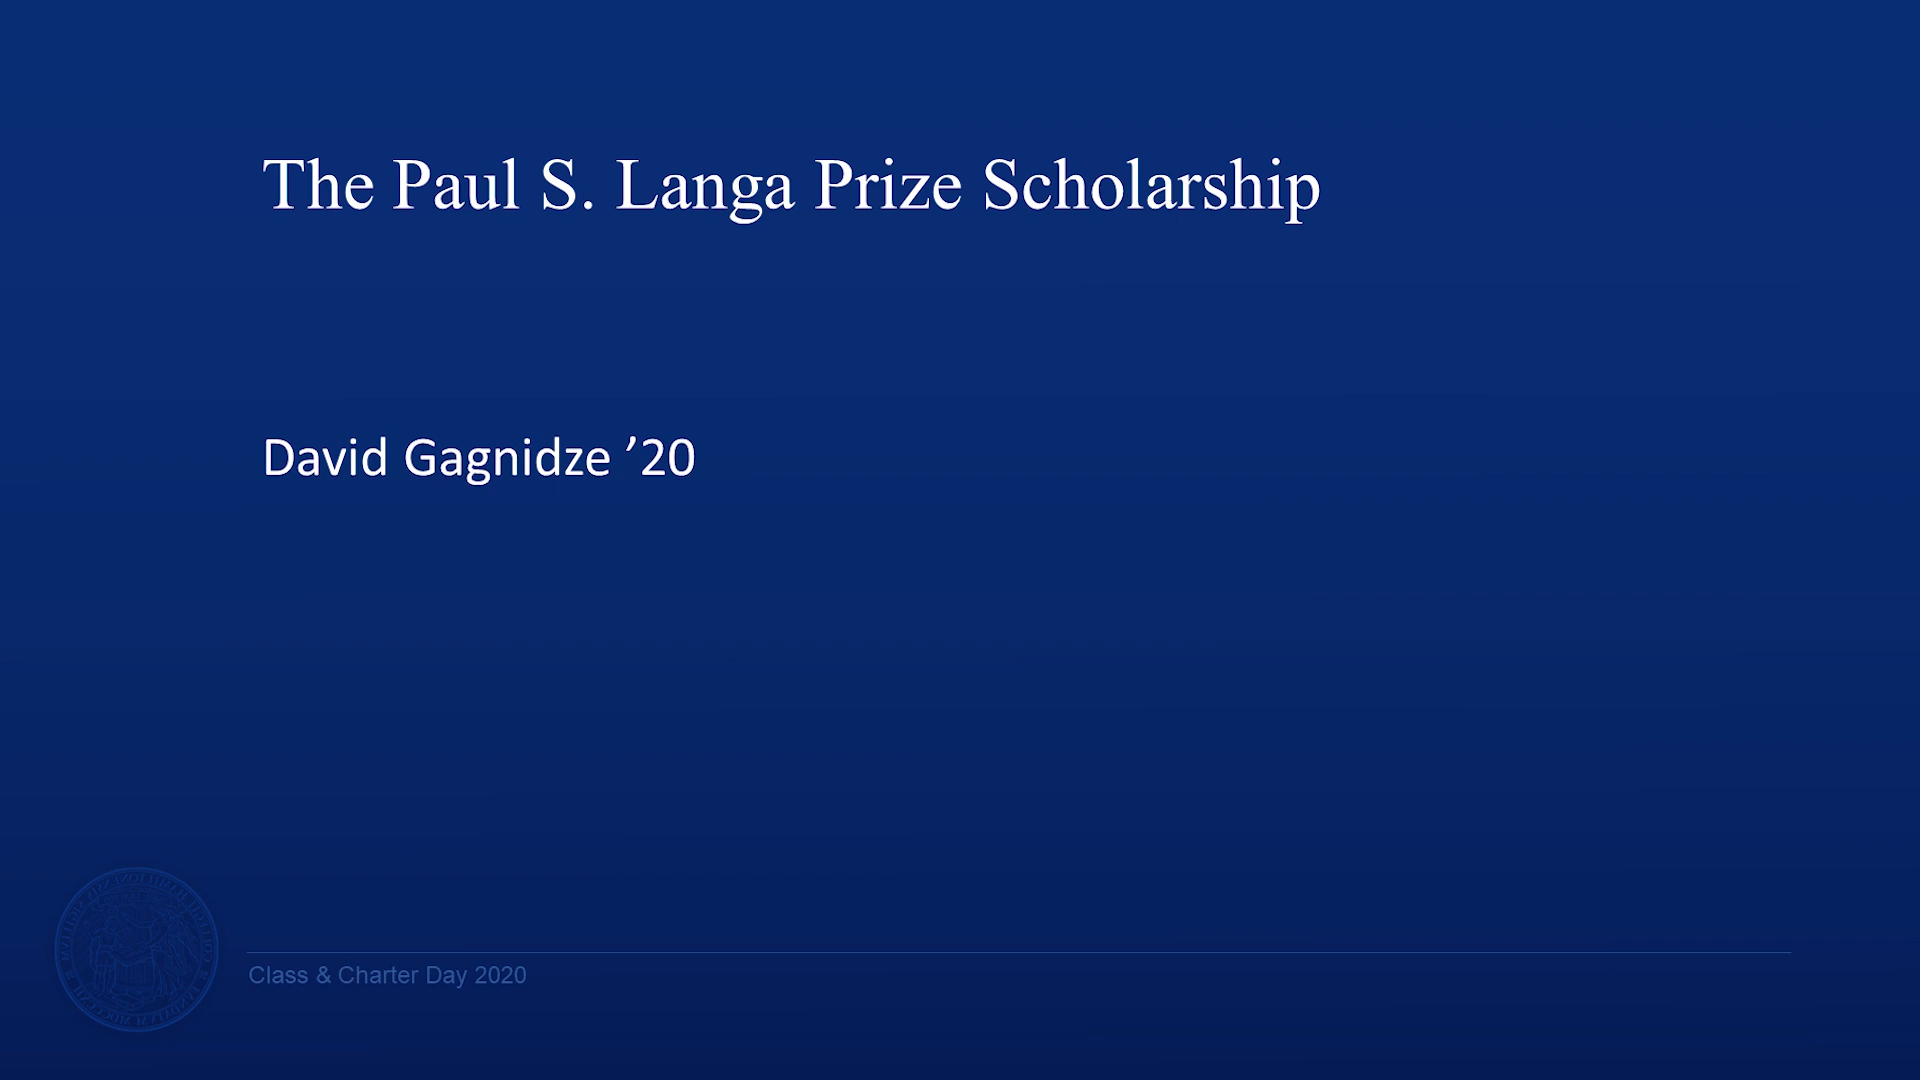 The Paul S. Langa Prize Scholarship
David Gagnidze ’20
Class & Charter Day 2020